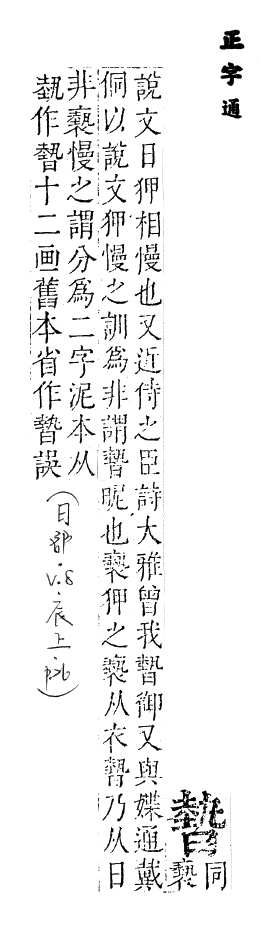 正字通
暬
同褻
說文日狎相慢也又近侍之臣詩大雅曾我暬御又與媟通戴
侗以說文狎慢之訓爲非謂暬昵也褻狎之褻从衣暬乃从日
非褻慢之謂分爲二字泥本从
埶作暬十二画舊本省作暬誤
(日部.V.8.辰上.p36)